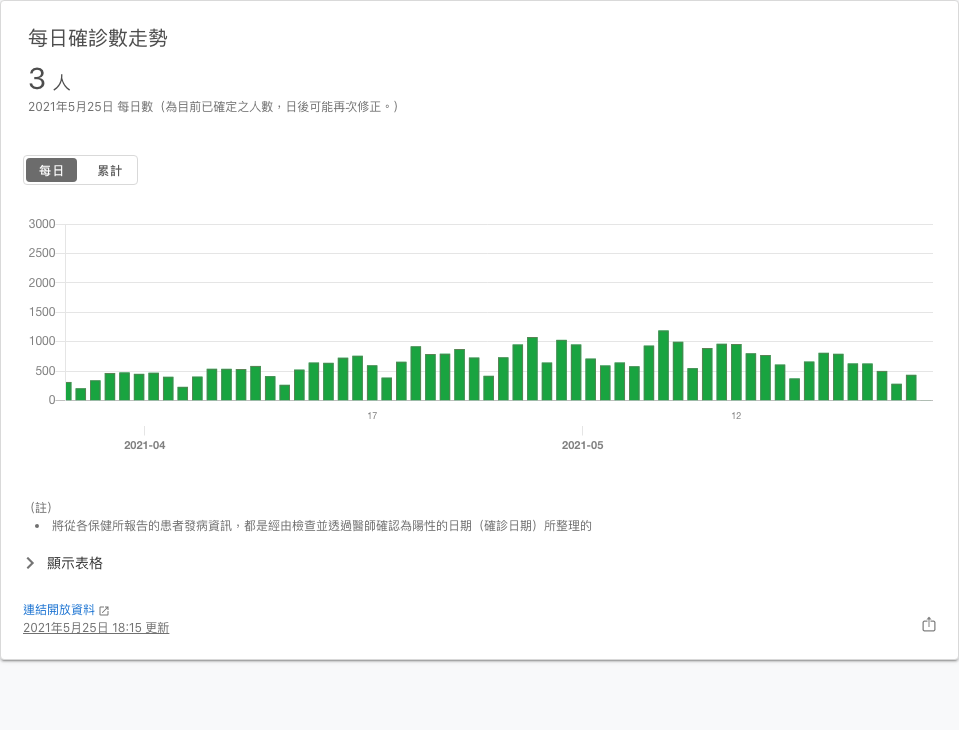 每日確診數走勢
3 人
2021年5月25日 每日數（為目前已確定之人數，日後可能再次修正。）
每日 累計
3000
2500
2000
1500
1000
500
0
17 12
2021-04 2021-05
（註）
• 將從各保健所報告的患者發病資訊，都是經由檢查並透過醫師確認為陽性的日期（確診日期）所整理的
顯示表格
連結開放資料
2021年5月25日 18:15 更新